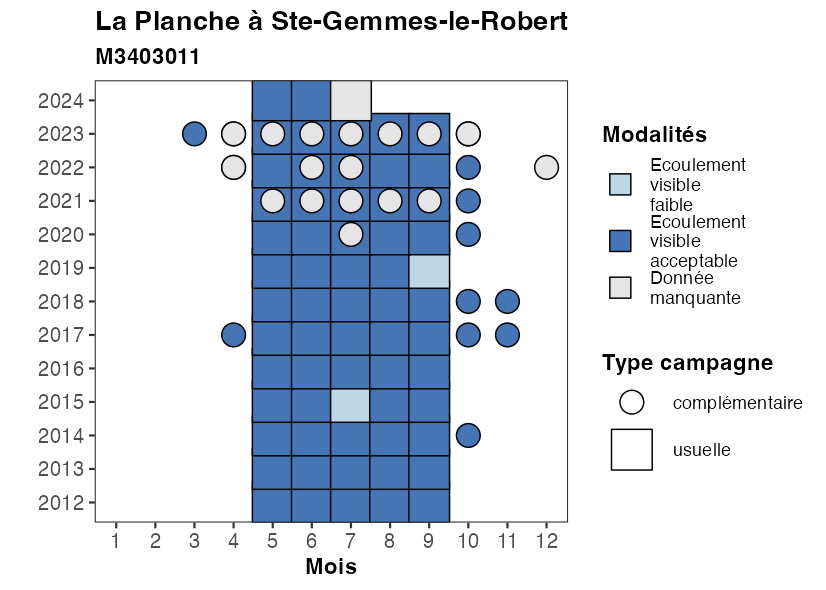 La Planche à Ste-Gemmes-le-Robert
M3403011
2024
2023
2022
2021
2020
2019
2018
2017
2016
2015
2014
2013
2012
1 2 3 4 5 6 7 8 9 10 11 12
Mois
Modalités
Ecoulement
visible
faible
Ecoulement
visible
acceptable
Donnée
manquante
Type campagne
complémentaire
usuelle